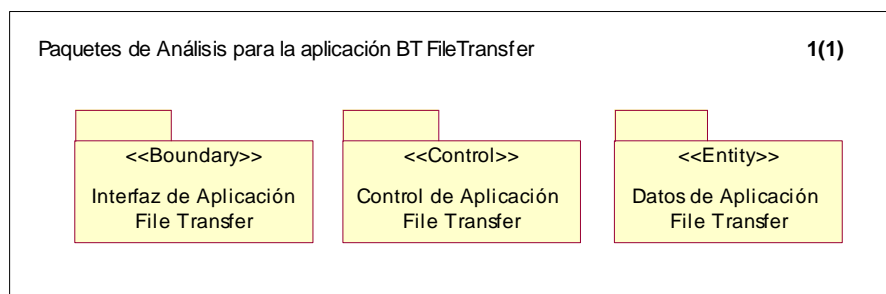 Paquetes de Análisis para la aplicación BT FileTransfer
1(1)
<<Boundary>>
Interfaz de Aplicación
File Transfer
<<Control>>
Control de Aplicación
File Transfer
<<Entity>>
Datos de Aplicación
File Transfer